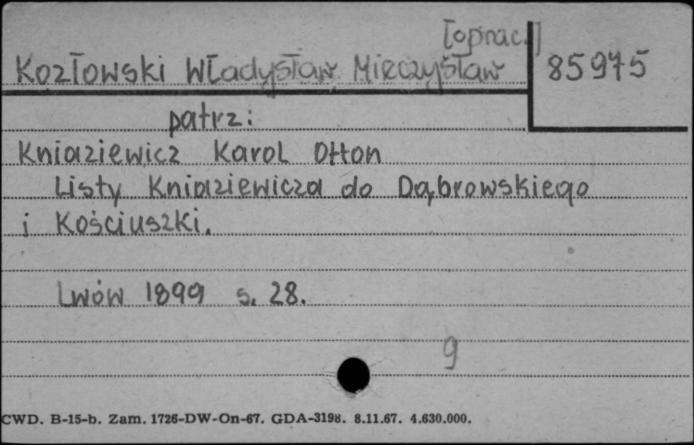 [oprac.]
Kozłowski Władysław Mieczysław
85975
patrz:
Kniaziewicz Karol Otton
Listy Kniaziewicza do Dąbrowskiego
i Kościuszki.
Lwów 1899 s. 28.
9
CWD. B-15-b. Zam. 1726-DW-On-67. GDA-3198. 8.11.67. 4.630.000.